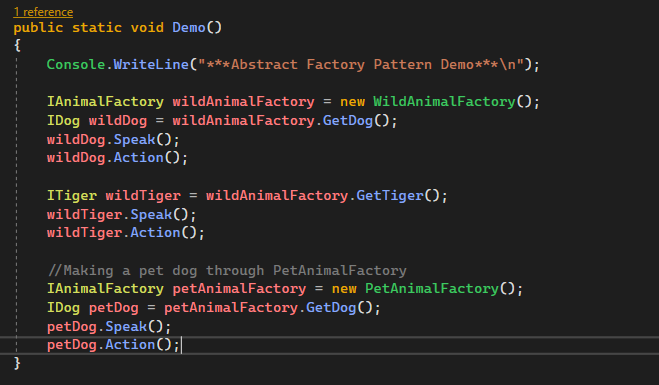 1 reference
public static void Demo()
{
    Console.WriteLine("***Abstract Factory Pattern Demo***\n");

    IAnimalFactory wildAnimalFactory = new WildAnimalFactory();
    IDog wildDog = wildAnimalFactory.GetDog();
    wildDog.Speak();
    wildDog.Action();

    ITiger wildTiger = wildAnimalFactory.GetTiger();
    wildTiger.Speak();
    wildTiger.Action();

    //Making a pet dog through PetAnimalFactory
    IAnimalFactory petAnimalFactory = new PetAnimalFactory();
    IDog petDog = petAnimalFactory.GetDog();
    petDog.Speak();
    petDog.Action();
}